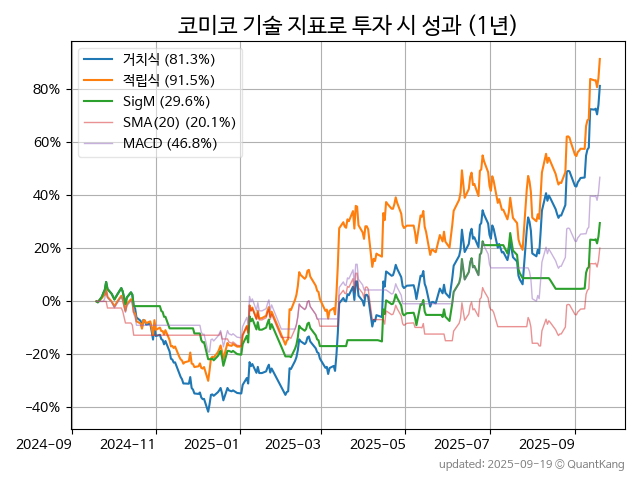 코미코 기술 지표로 투자 시 성과 (1년)
거치식 (81.3%)
적립식 (91.5%)
SigM (29.6%)
SMA(20) (20.1%)
MACD (46.8%)
80%
60%
40%
20%
0%
−20%
−40%
2024-09 2024-11 2025-01 2025-03 2025-05 2025-07 2025-09
updated: 2025-09-19 © QuantKang